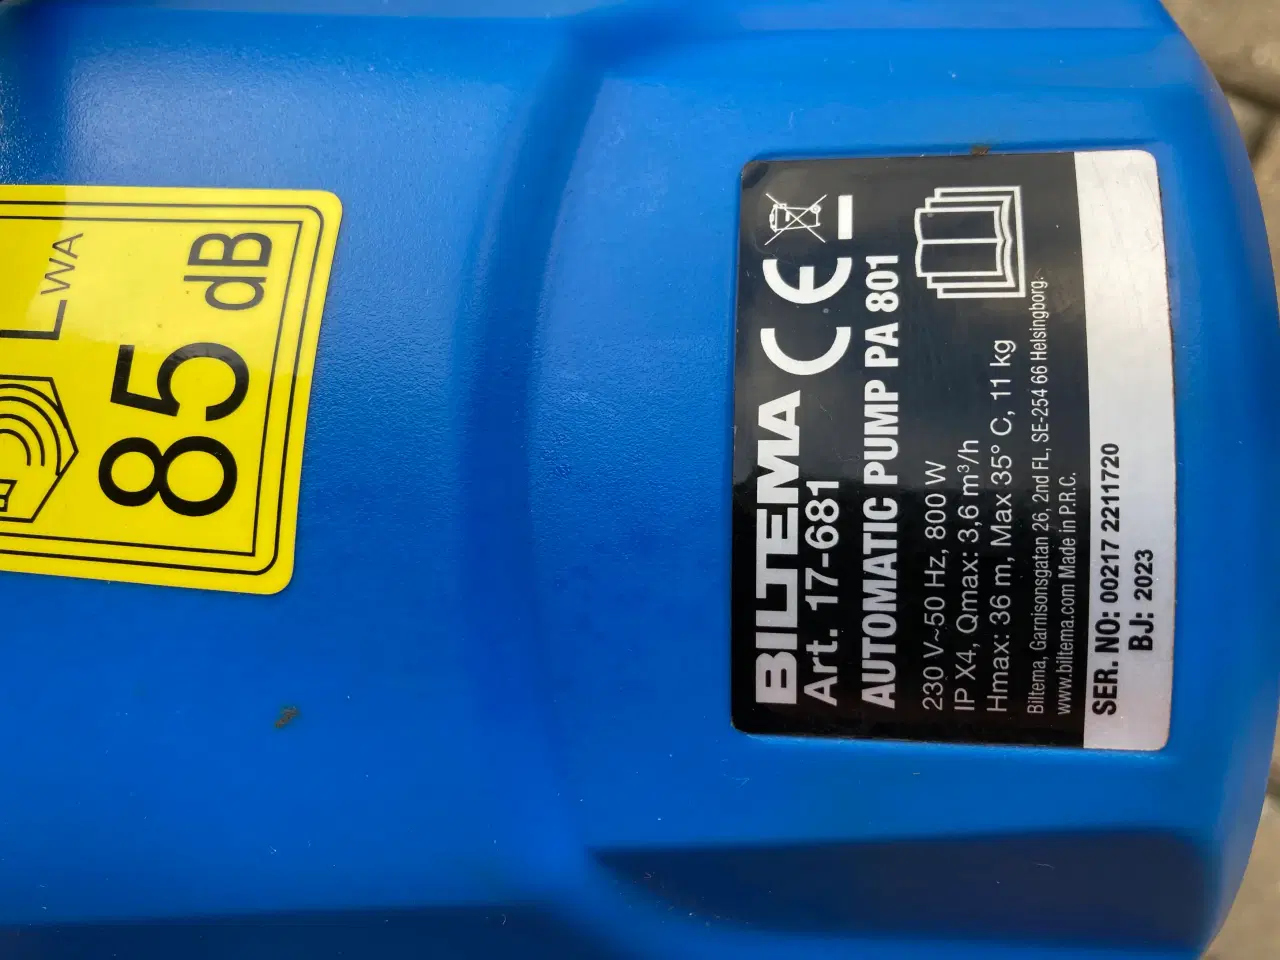 LWA
85 dB
BILTEMA CE
Art. 17-681
AUTOMATIC PUMP PA 801
230 V~50 Hz, 800 W
IP X4, Qmax: 3,6 m³/h
Hmax: 36 m, Max 35° C, 11 kg
Biltema, Garnisonsgatan 26, 2nd FL, SE-254 66 Helsingborg.
www.biltema.com Made in P.R.C.
SER. NO: 00217 2211720
BJ: 2023